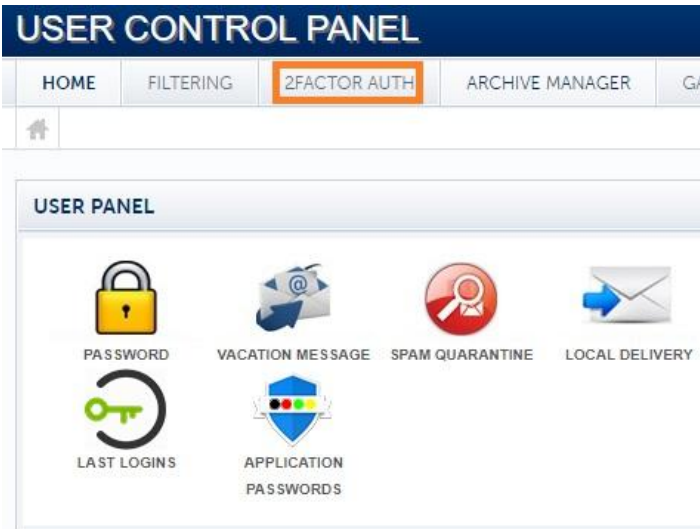 USER CONTROL PANEL
HOME FILTERING 2FACTOR AUTH ARCHIVE MANAGER
USER PANEL
PASSWORD VACATION MESSAGE SPAM QUARANTINE LOCAL DELIVERY
LAST LOGINS APPLICATION
PASSWORDS